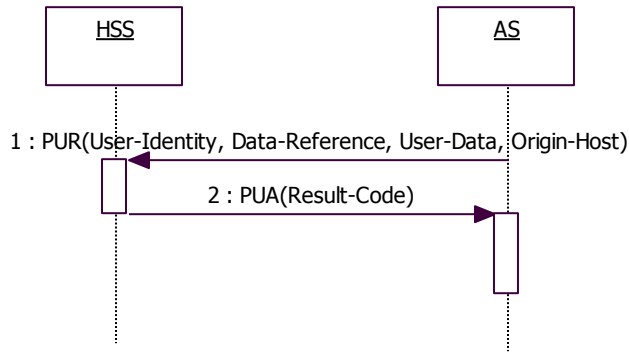 HSS
AS
1 : PUR(User-Identity, Data-Reference, User-Data, Origin-Host)
2 : PUA(Result-Code)